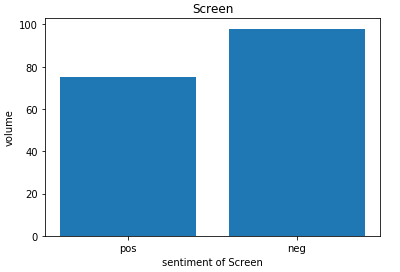 Screen
100
80
60
40
20
0
volume
pos
neg
sentiment of Screen